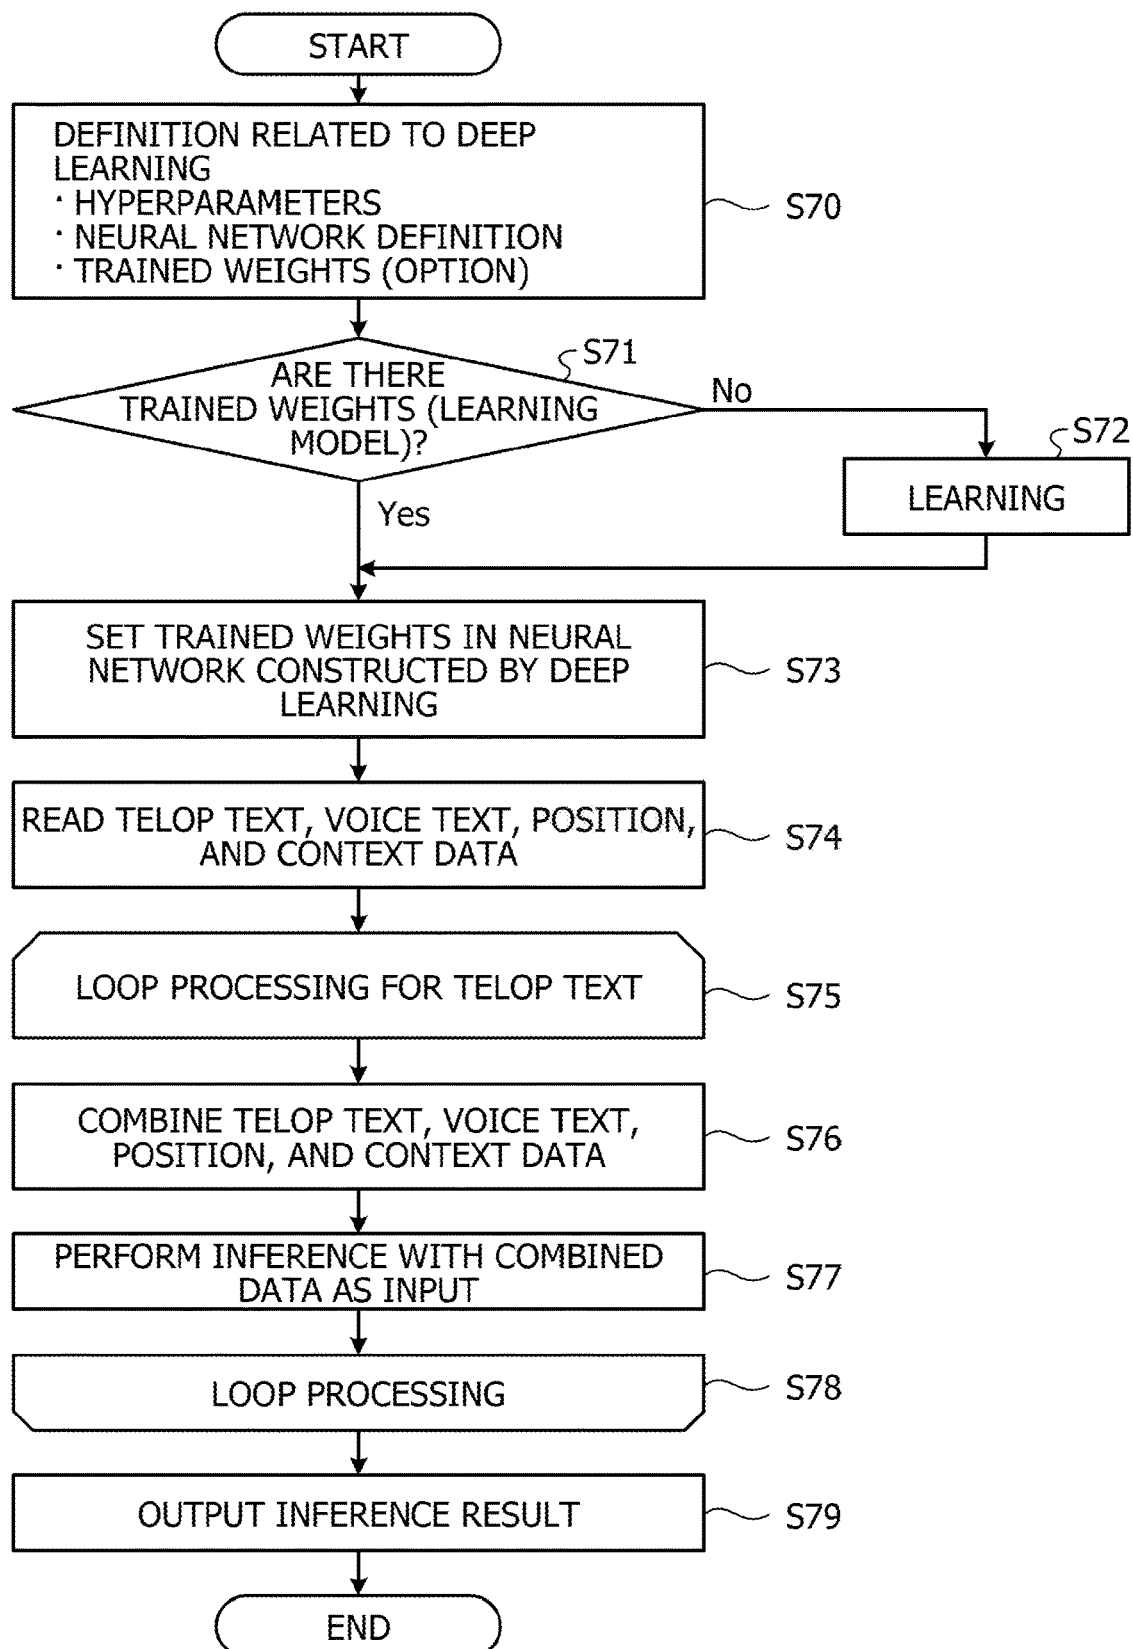 START
DEFINITION RELATED TO DEEP
LEARNING
· HYPERPARAMETERS
· NEURAL NETWORK DEFINITION
· TRAINED WEIGHTS (OPTION)
S70
S71
ARE THERE
TRAINED WEIGHTS (LEARNING
MODEL)?
No
S72
LEARNING
Yes
SET TRAINED WEIGHTS IN NEURAL
NETWORK CONSTRUCTED BY DEEP
LEARNING
S73
READ TELOP TEXT, VOICE TEXT, POSITION,
AND CONTEXT DATA
S74
LOOP PROCESSING FOR TELOP TEXT
S75
COMBINE TELOP TEXT, VOICE TEXT,
POSITION, AND CONTEXT DATA
S76
PERFORM INFERENCE WITH COMBINED
DATA AS INPUT
S77
LOOP PROCESSING
S78
OUTPUT INFERENCE RESULT
S79
END